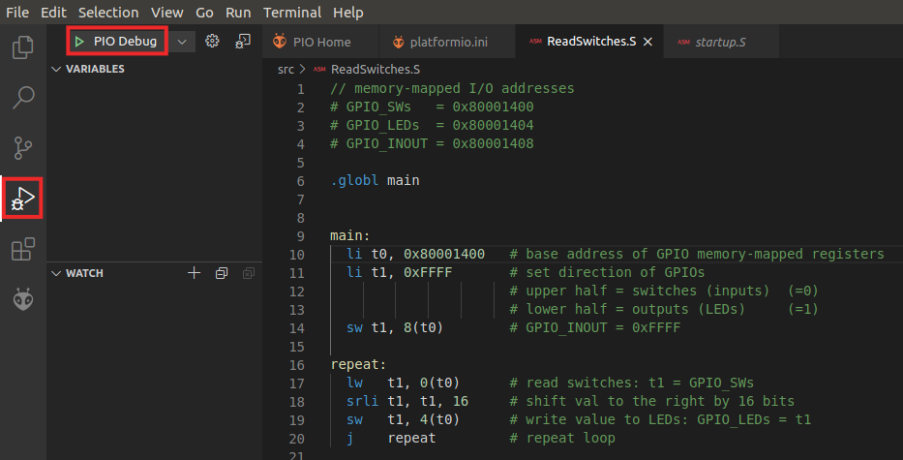 File Edit Selection View Go Run Terminal Help
PIO Debug
VARIABLES
WATCH
PIO Home
platformio.ini
ASM ReadSwitches.S
ASM startup.S
src > ASM ReadSwitches.S
1 // memory-mapped I/O addresses
2 # GPIO_SWs   = 0x80001400
3 # GPIO_LEDs  = 0x80001404
4 # GPIO_INOUT = 0x80001408
5
6 .globl main
7
8
9 main:
10   li t0, 0x80001400   # base address of GPIO memory-mapped registers
11   li t1, 0xFFFF       # set direction of GPIOs
12                       # upper half = switches (inputs)  (=0)
13                       # lower half = outputs (LEDs)     (=1)
14   sw t1, 8(t0)        # GPIO_INOUT = 0xFFFF
15
16 repeat:
17   lw   t1, 0(t0)      # read switches: t1 = GPIO_SWs
18   srli t1, t1, 16     # shift val to the right by 16 bits
19   sw   t1, 4(t0)      # write value to LEDs: GPIO_LEDs = t1
20   j    repeat         # repeat loop
21